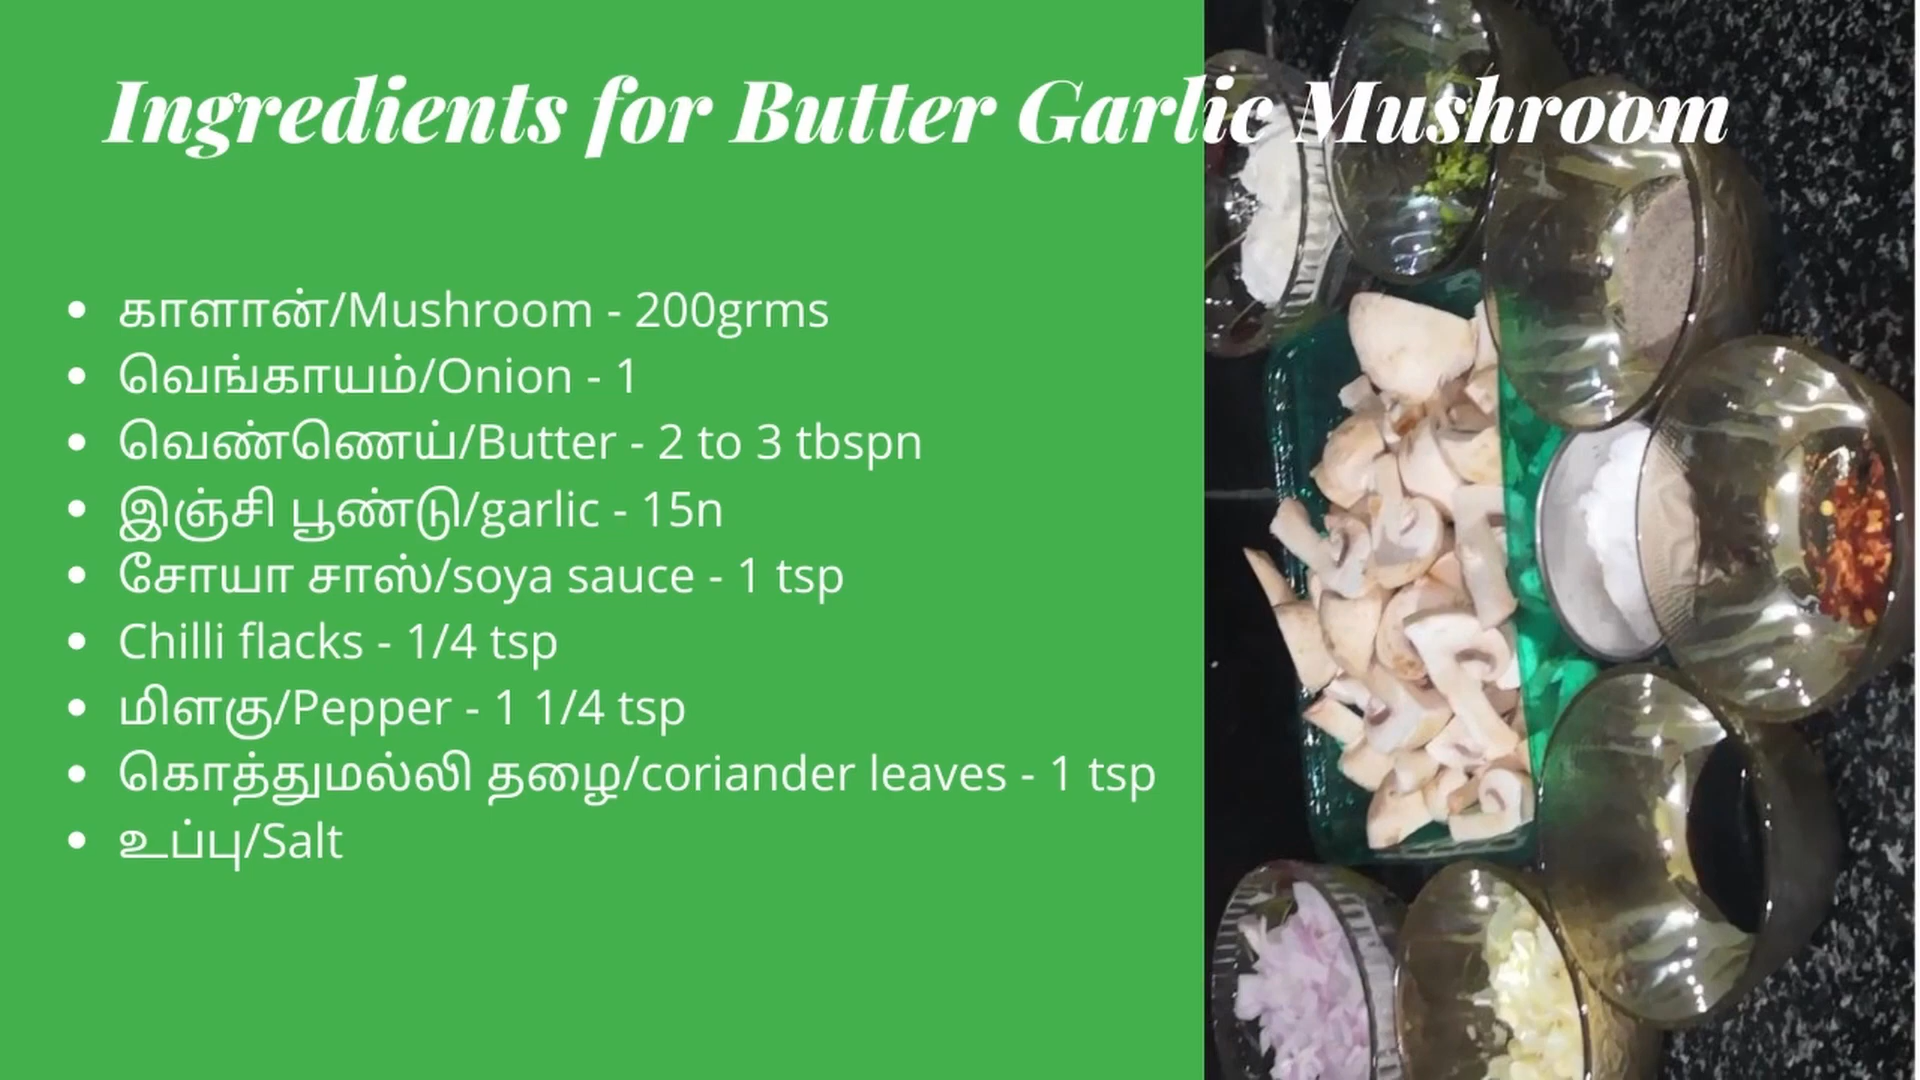 Ingredients for Butter Garlic Mushroom
காளான்/Mushroom - 200grms
வெங்காயம்/Onion - 1
வெண்ணெய்/Butter - 2 to 3 tbspn
இஞ்சி பூண்டு/garlic - 15n
சோயா சாஸ்/soya sauce - 1 tsp
Chilli flacks - 1/4 tsp
மிளகு/Pepper - 1 1/4 tsp
கொத்துமல்லி தழை/coriander leaves - 1 tsp
உப்பு/Salt